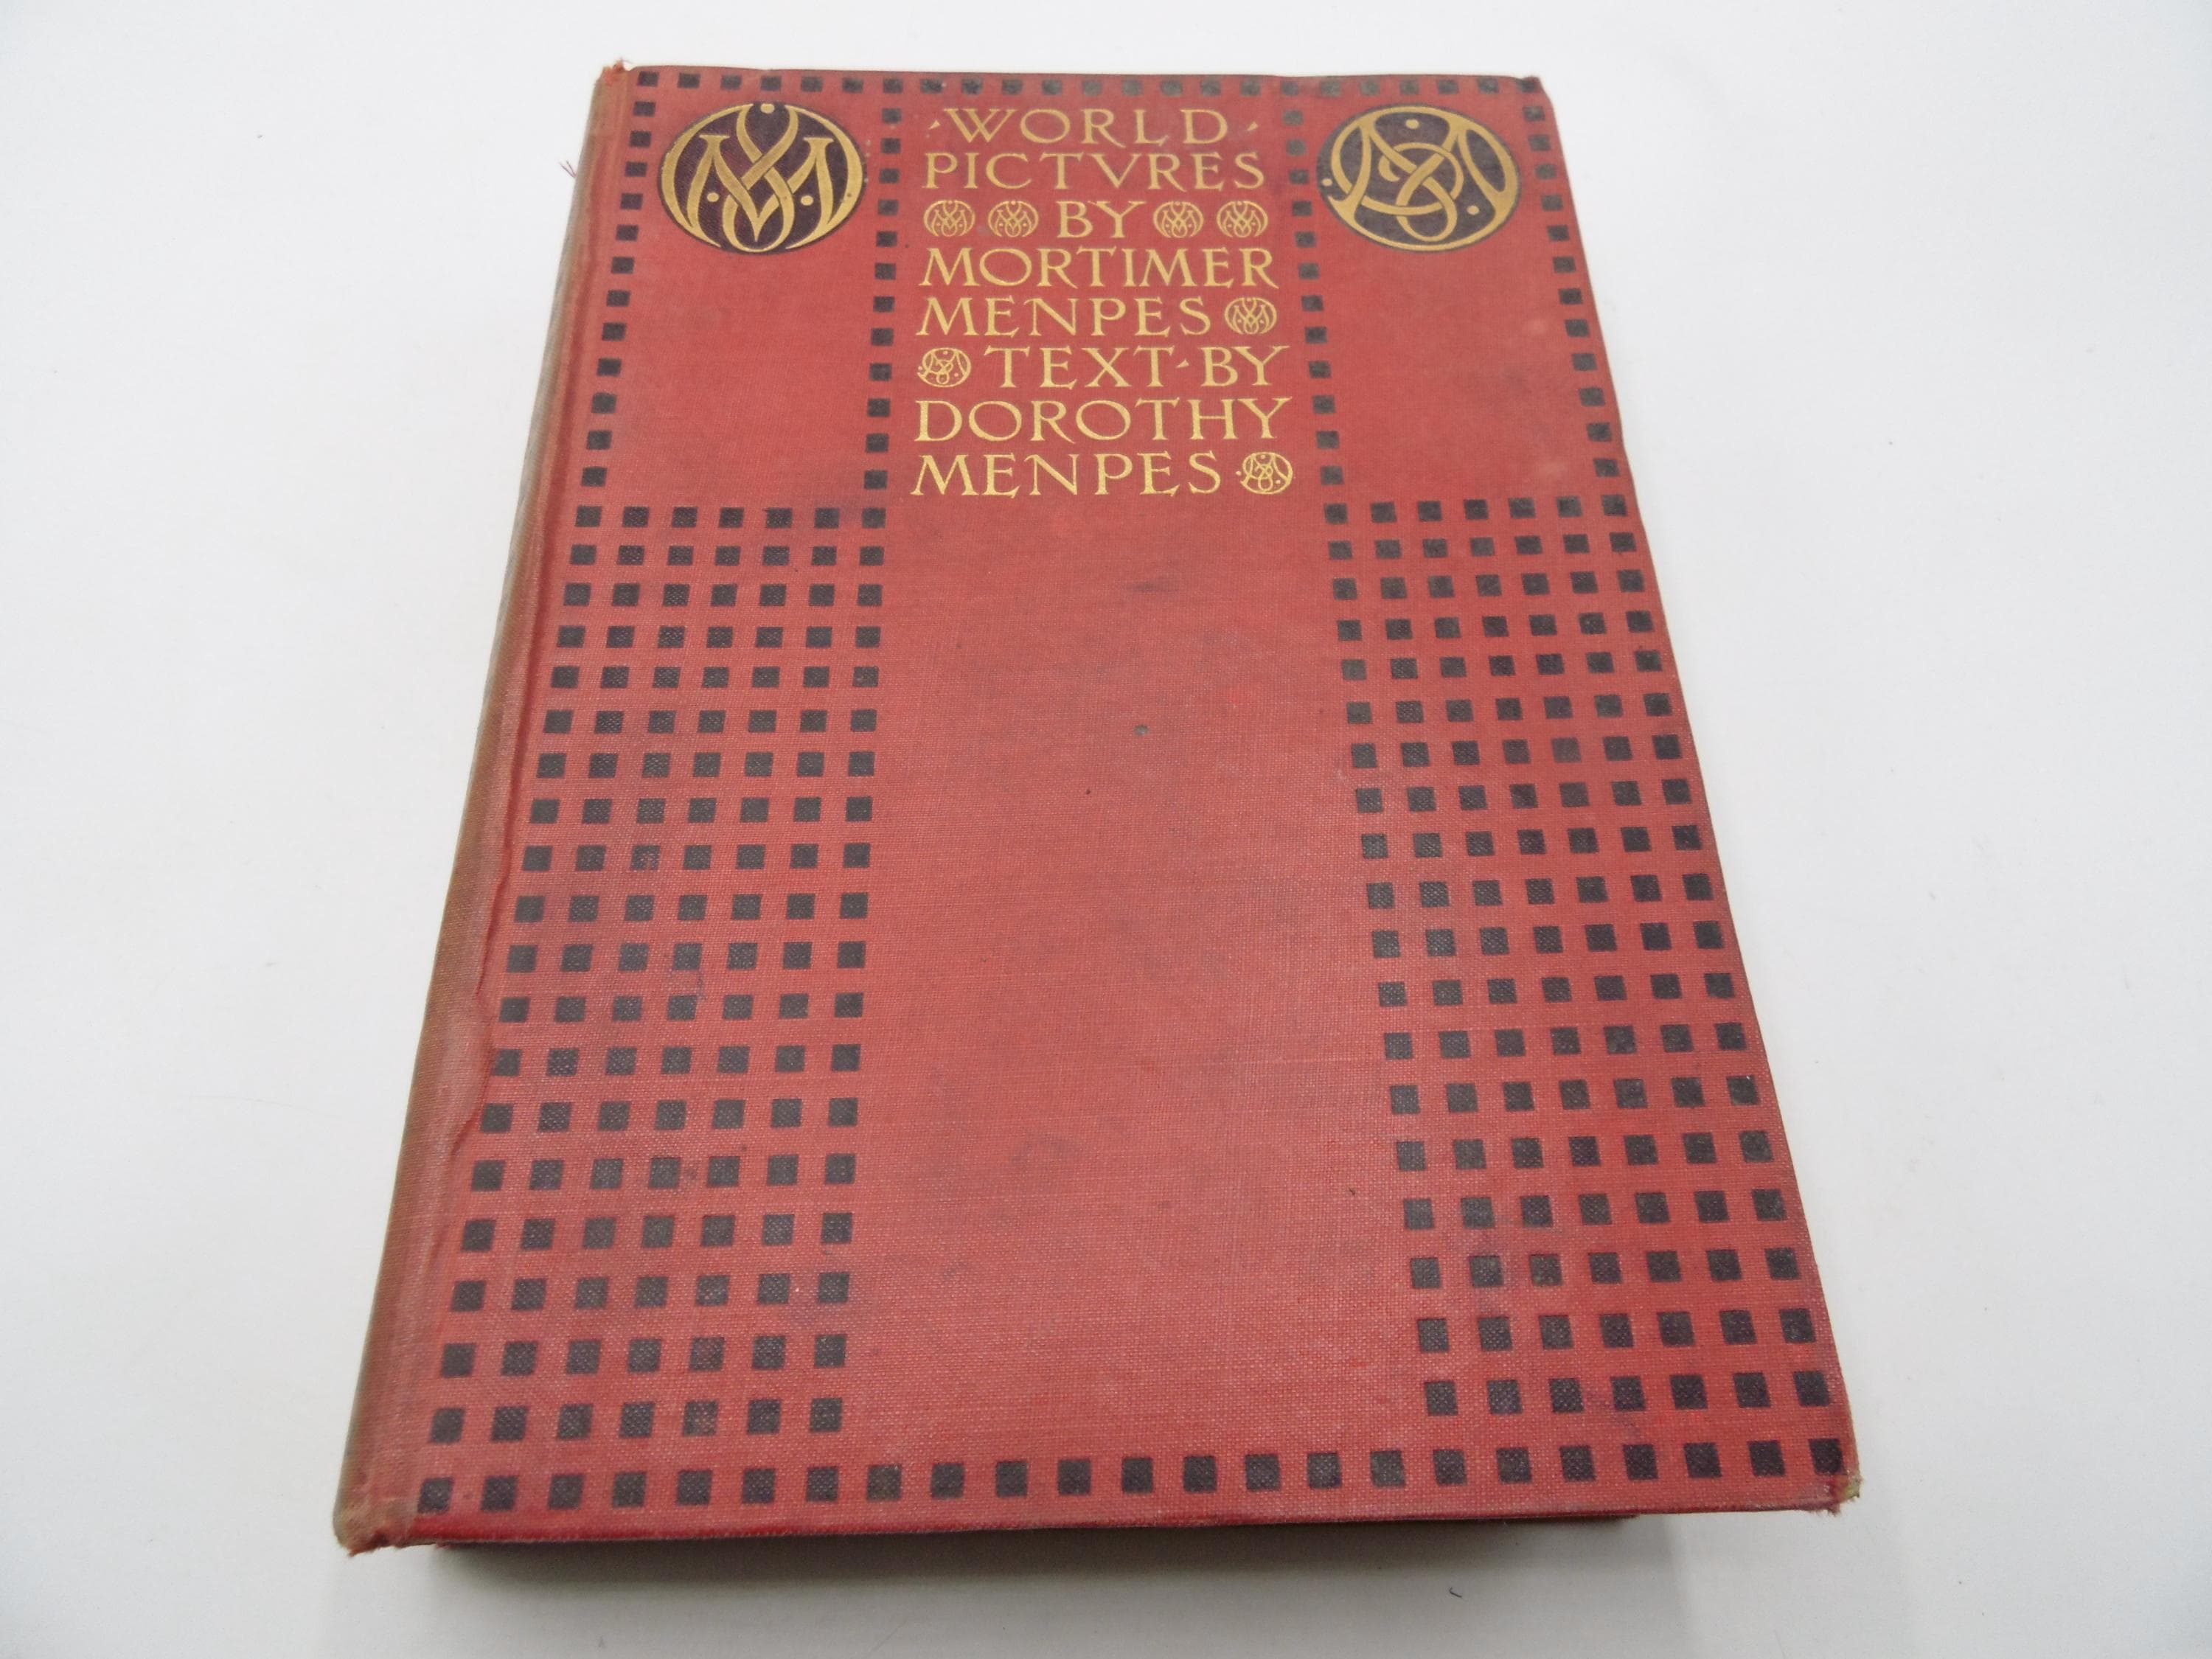 WORLD
PICTVRES
BY
MORTIMER
MENPES
TEXT BY
DOROTHY
MENPES